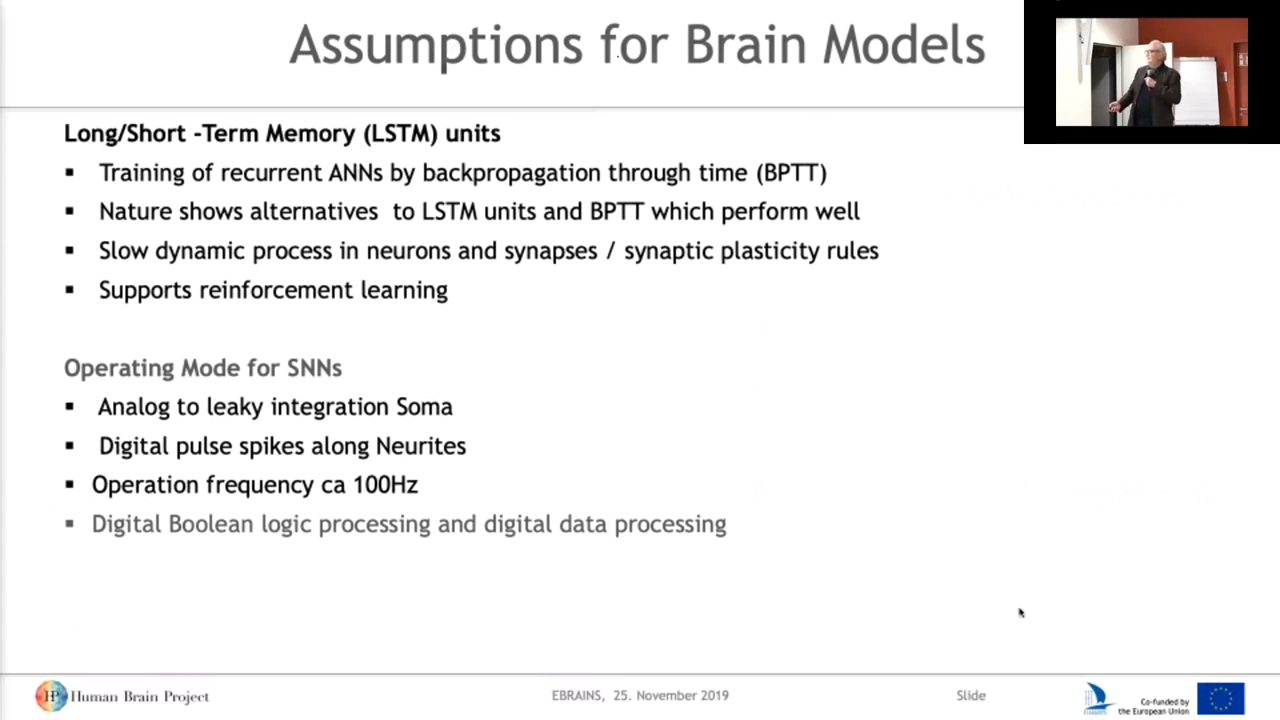 Assumptions for Brain Models
Long/Short -Term Memory (LSTM) units
▪ Training of recurrent ANNs by backpropagation through time (BPTT)
▪ Nature shows alternatives to LSTM units and BPTT which perform well
▪ Slow dynamic process in neurons and synapses / synaptic plasticity rules
▪ Supports reinforcement learning
Operating Mode for SNNs
▪ Analog to leaky integration Soma
▪ Digital pulse spikes along Neurites
▪ Operation frequency ca 100Hz
▪ Digital Boolean logic processing and digital data processing
HP Human Brain Project
EBRAINS, 25. November 2019
Slide
Co-funded by
the European Union